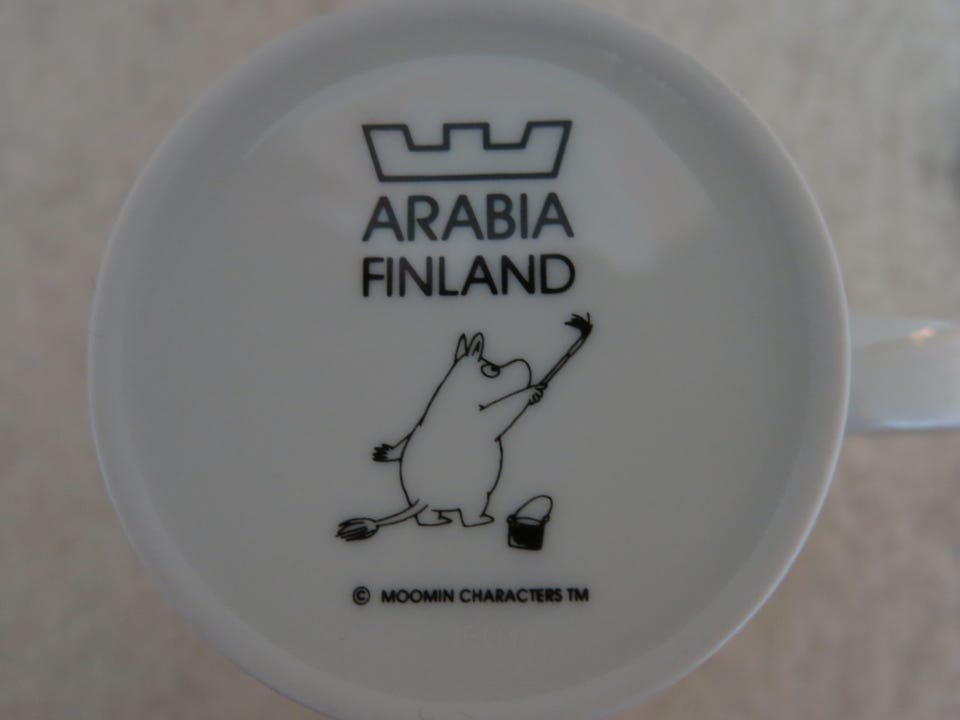 ARABIA
FINLAND
© MOOMIN CHARACTERS TM